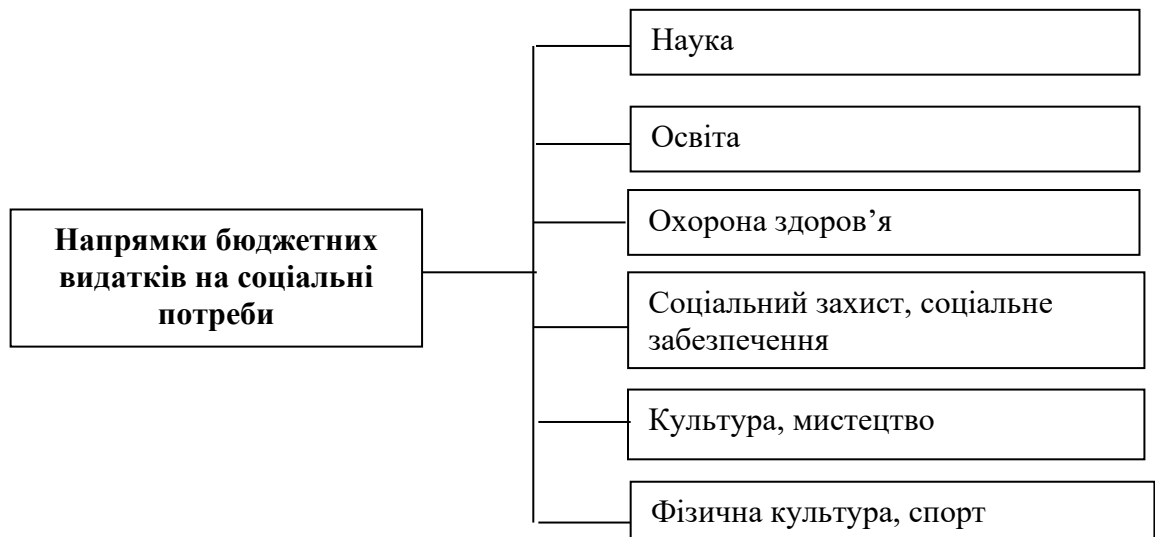 Наука
Освіта
Охорона здоров’я
Напрямки бюджетних
видатків на соціальні
потреби
Соціальний захист, соціальне
забезпечення
Культура, мистецтво
Фізична культура, спорт